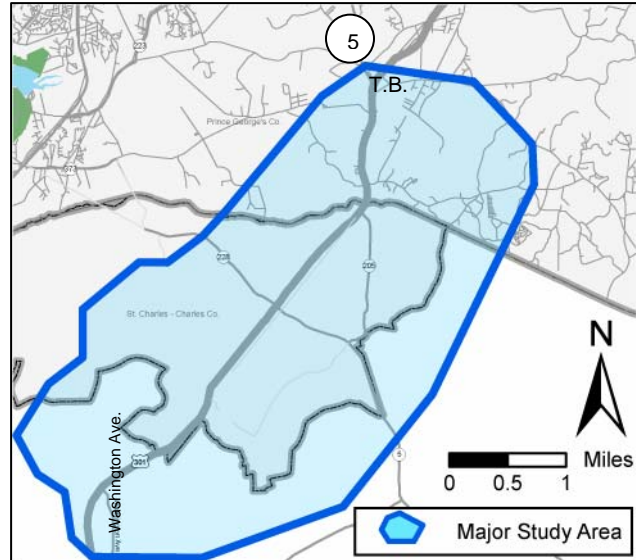 5
T.B.
223
Prince George's Co.
373
228
205
St. Charles - Charles Co.
N
Washington Ave.
301
5
Miles
0 0.5 1
Major Study Area